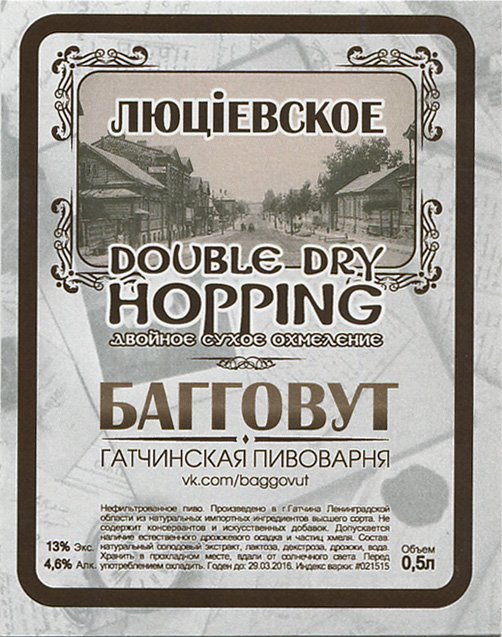 ЛЮЦiЕВСКОЕ
DOUBLE DRY
HOPPING
ДВОЙНОЕ СУХОЕ ОХМЕЛЕНИЕ
БАГГОВУТ
ГАТЧИНСКАЯ ПИВОВАРНЯ
vk.com/baggovut
Нефильтрованное пиво. Произведено в г.Гатчина Ленинградской
области из натуральных импортных ингредиентов высшего сорта. Не
содержит консервантов и искусственных добавок. Допускается
наличие естественного дрожжевого осадка и частиц хмеля. Состав:
натуральный солодовый экстракт, лактоза, декстроза, дрожжи, вода.
Хранить в прохладном месте, вдали от солнечного света. Перед
употреблением охладить. Годен до: 29.03.2016. Индекс варки: #021515
13% Экс.
4,6% Алк.
Объем
0,5л